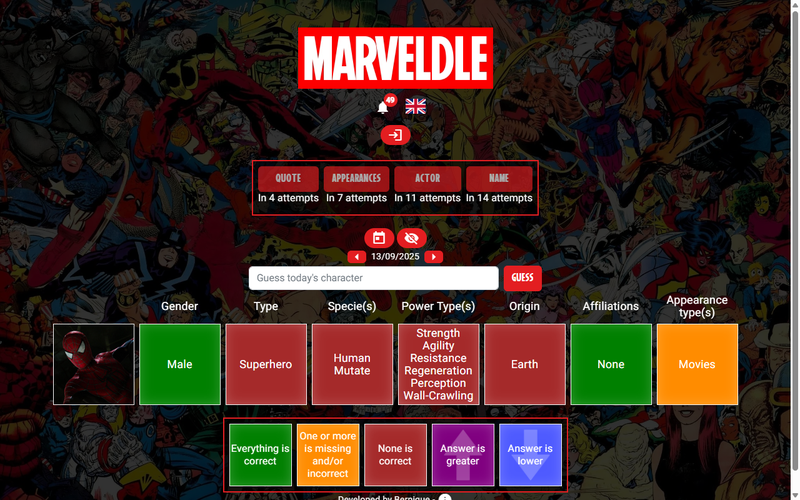 MARVELDLE
49
QUOTE
In 4 attempts
APPEARANCES
In 7 attempts
ACTOR
In 11 attempts
NAME
In 14 attempts
13/09/2025
Guess today's character
GUESS
Gender
Type
Specie(s)
Power Type(s)
Origin
Affiliations
Appearance
type(s)
Male
Superhero
Human
Mutate
Strength
Agility
Resistance
Regeneration
Perception
Wall-Crawling
Earth
None
Movies
Everything is
correct
One or more
is missing
and/or
incorrect
None is
correct
Answer is
greater
Answer is
lower
Developed by Bernique -